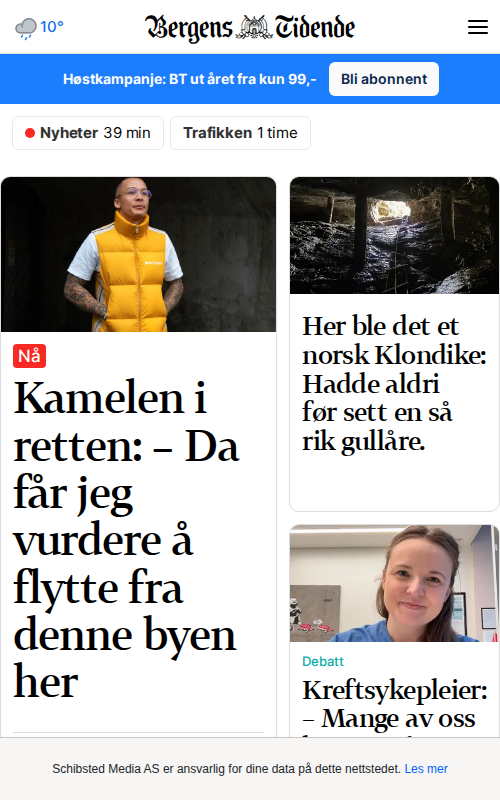 10°
Bergens Tidende
Høstkampanje: BT ut året fra kun 99,-
Bli abonnent
Nyheter 39 min
Trafikken 1 time
Nå
Kamelen i
retten: – Da
får jeg
vurdere å
flytte fra
denne byen
her
Her ble det et
norsk Klondike:
Hadde aldri
før sett en så
rik gullåre.
Debatt
Kreftsykepleier:
– Mange av oss
Schibsted Media AS er ansvarlig for dine data på dette nettstedet. Les mer